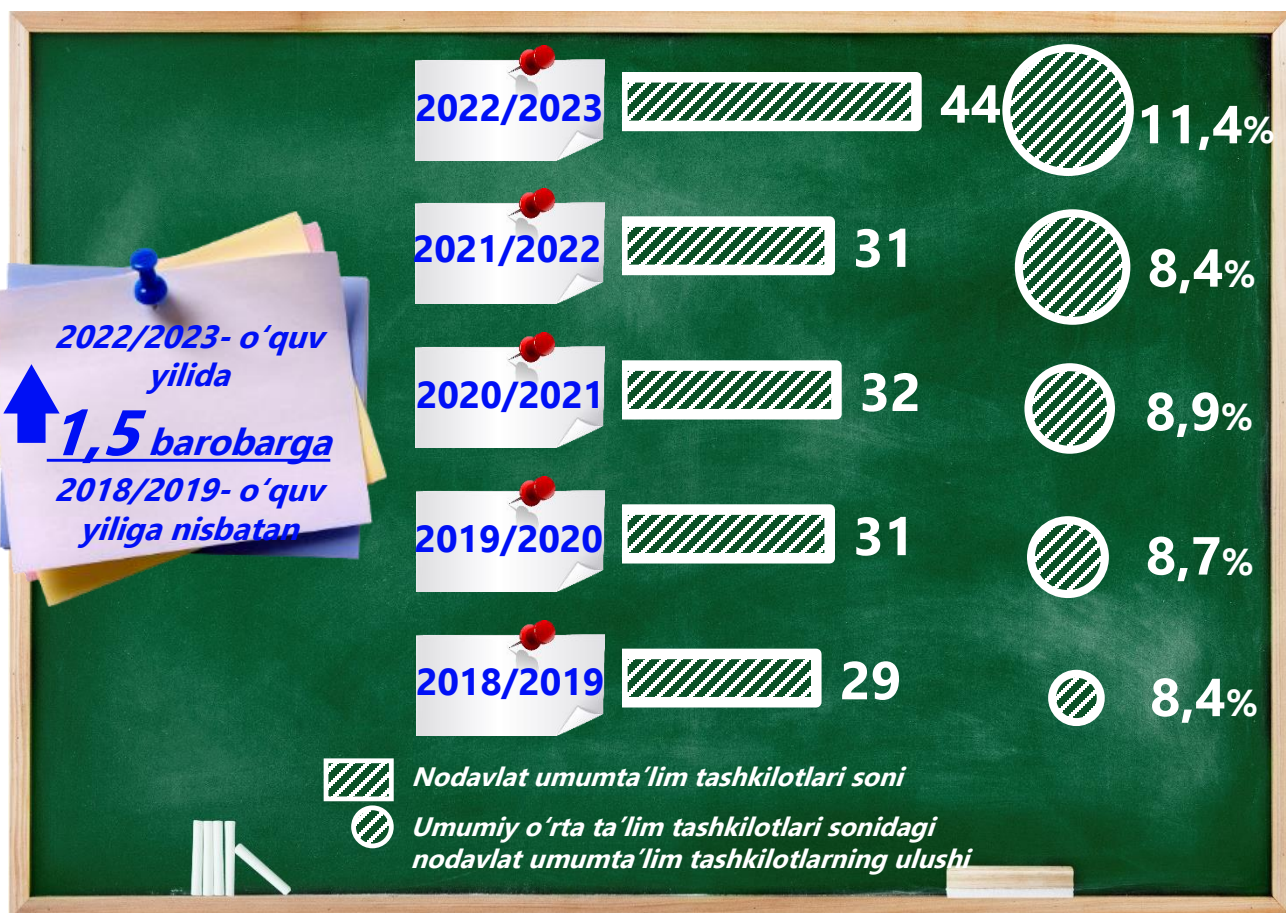 2022/2023 44 11,4%
2021/2022 31 8,4%
2022/2023- o‘quv
yilida
1,5 barobarga
2018/2019- o‘quv
yiliga nisbatan
2020/2021 32 8,9%
2019/2020 31 8,7%
2018/2019 29 8,4%
Nodavlat umumta’lim tashkilotlari soni
Umumiy o‘rta ta’lim tashkilotlari sonidagi
nodavlat umumta’lim tashkilotlarning ulushi